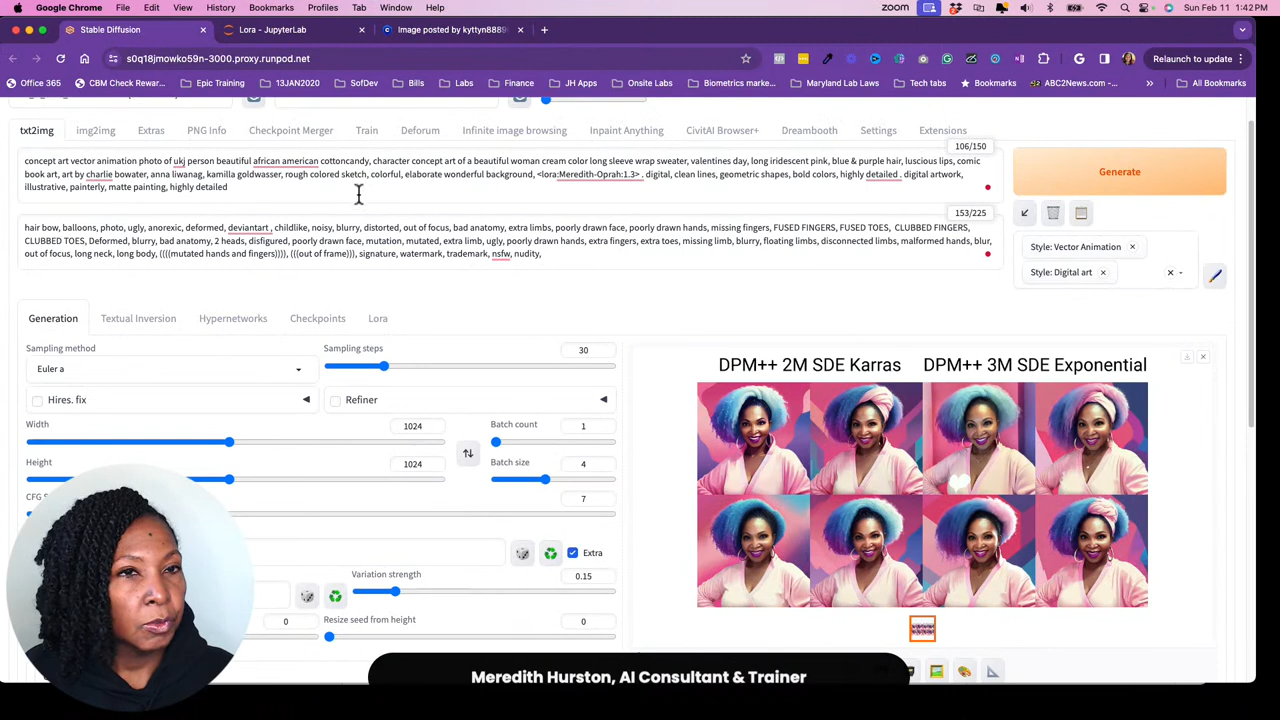 Google Chrome File Edit View History Bookmarks Profiles Tab Window Help zoom Sun Feb 11 1:42 PM
Stable Diffusion Lora - JupyterLab Image posted by kyttyn8889
s0q18jmowko59n-3000.proxy.runpod.net Relaunch to update
Office 365 CBM Check Rewar... Epic Training 13JAN2020 SofDev Bills Labs Finance JH Apps Onsite Labs Biometrics marke... Maryland Lab Views Tech tabs ABC2News.com -... » All Bookmarks
txt2img img2img Extras PNG Info Checkpoint Merger Train Deforum Infinite image browsing Inpaint Anything CivitAI Browser+ Dreambooth Settings Extensions
106/150
concept art vector animation photo of ukj person beautiful african american cottoncandy, character concept art of a beautiful woman cream color long sleeve wrap sweater, valentines day, long iridescent pink, blue & purple hair, luscious lips, comic
book art, art by charlie bowater, anna liwanag, kamilla goldwasser, rough colored sketch, colorful, elaborate wonderful background, <lora:Meredith-Oprah:1.3> . digital, clean lines, geometric shapes, bold colors, highly detailed . digital artwork,
illustrative, painterly, matte painting, highly detailed
Generate
153/225
hair bow, balloons, photo, ugly, anorexic, deformed, deviantart , childlike, noisy, blurry, distorted, out of focus, bad anatomy, extra limbs, poorly drawn face, poorly drawn hands, missing fingers, FUSED FINGERS, FUSED TOES, CLUBBED FINGERS,
CLUBBED TOES, Deformed, blurry, bad anatomy, 2 heads, disfigured, poorly drawn face, mutation, mutated, extra limb, ugly, poorly drawn hands, extra fingers, extra toes, missing limb, blurry, floating limbs, disconnected limbs, malformed hands, blur,
out of focus, long neck, long body, ((((mutated hands and fingers)))), (((out of frame))), signature, watermark, trademark, nsfw, nudity,
Style: Vector Animation
Style: Digital art
Generation Textual Inversion Hypernetworks Checkpoints Lora
Sampling method
Euler a
Sampling steps 30
Hires. fix Refiner
Width 1024
Batch count 1
Height 1024
Batch size 4
CFG
7
Extra
Variation strength 0.15
0
Resize seed from height 0
DPM++ 2M SDE Karras DPM++ 3M SDE Exponential
Meredith Hurston, AI Consultant & Trainer